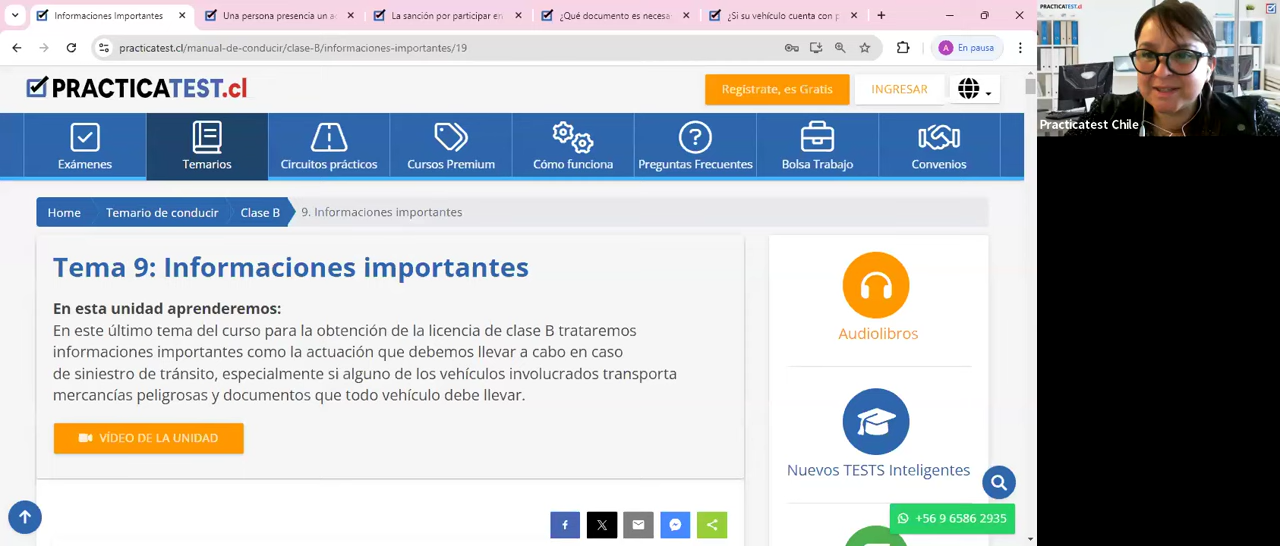 Informaciones Importantes
Una persona presencia un ac
La sanción por participar en
¿Qué documento es necesa
¿Si su vehículo cuenta con p
practicatest.cl/manual-de-conducir/clase-B/informaciones-importantes/19
A
En pausa
PRACTICATEST.cl
Regístrate, es Gratis
INGRESAR
Exámenes
Temarios
Circuitos prácticos
Cursos Premium
Cómo funciona
Preguntas Frecuentes
Bolsa Trabajo
Convenios
Home
Temario de conducir
Clase B
9. Informaciones importantes
Tema 9: Informaciones importantes
En esta unidad aprenderemos:
En este último tema del curso para la obtención de la licencia de clase B trataremos
informaciones importantes como la actuación que debemos llevar a cabo en caso
de siniestro de tránsito, especialmente si alguno de los vehículos involucrados transporta
mercancías peligrosas y documentos que todo vehículo debe llevar.
VÍDEO DE LA UNIDAD
Audiolibros
Nuevos TESTS Inteligentes
+56 9 6586 2935
PRACTICATEST.cl
Practicatest Chile